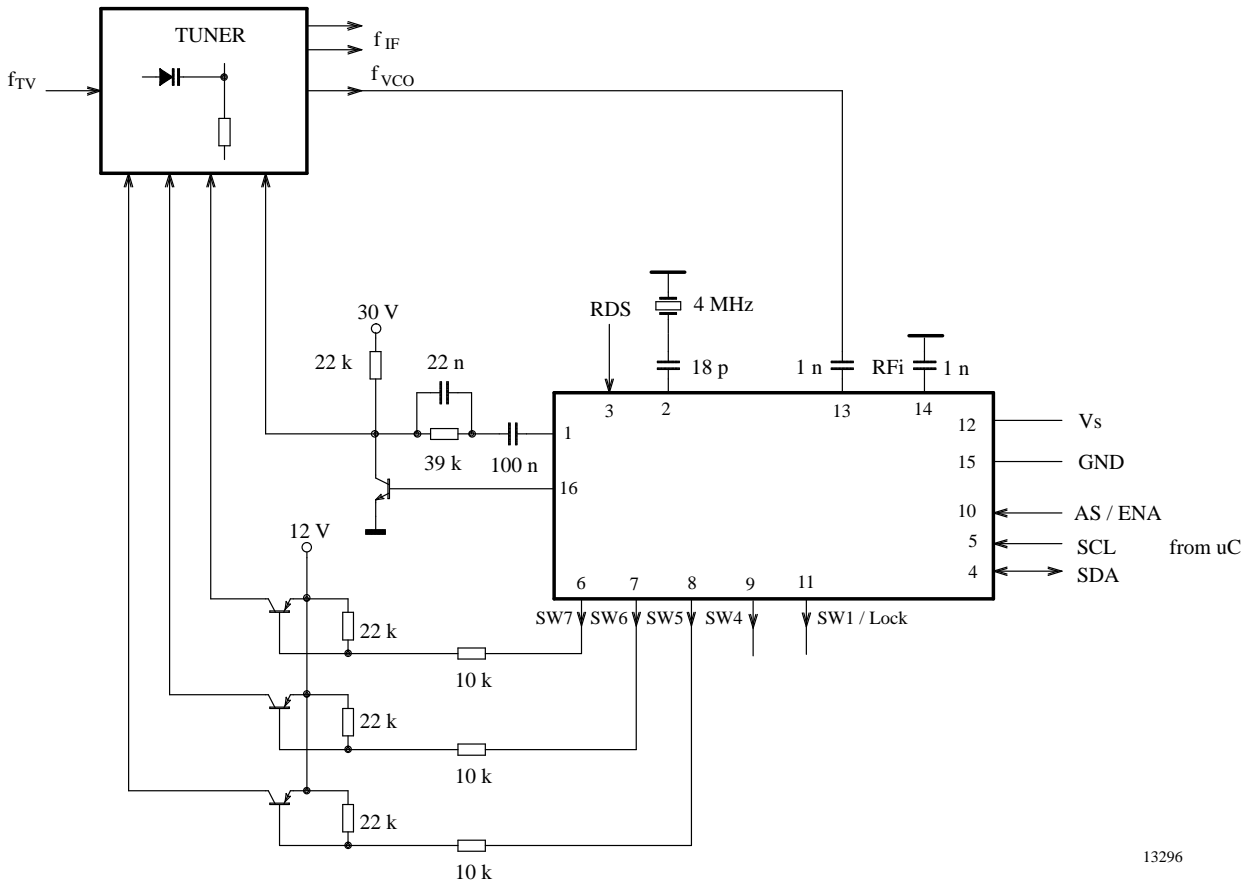 TUNER
f IF
fTV
fVCO
30 V
RDS
4 MHz
22 k
22 n
18 p
1 n
RFi
1 n
3
2
13
14
12
Vs
1
39 k
100 n
15
GND
16
10
AS / ENA
12 V
5
SCL
from uC
4
SDA
6
7
8
9
11
SW7
SW6
SW5
SW4
SW1 / Lock
22 k
10 k
22 k
10 k
22 k
10 k
13296